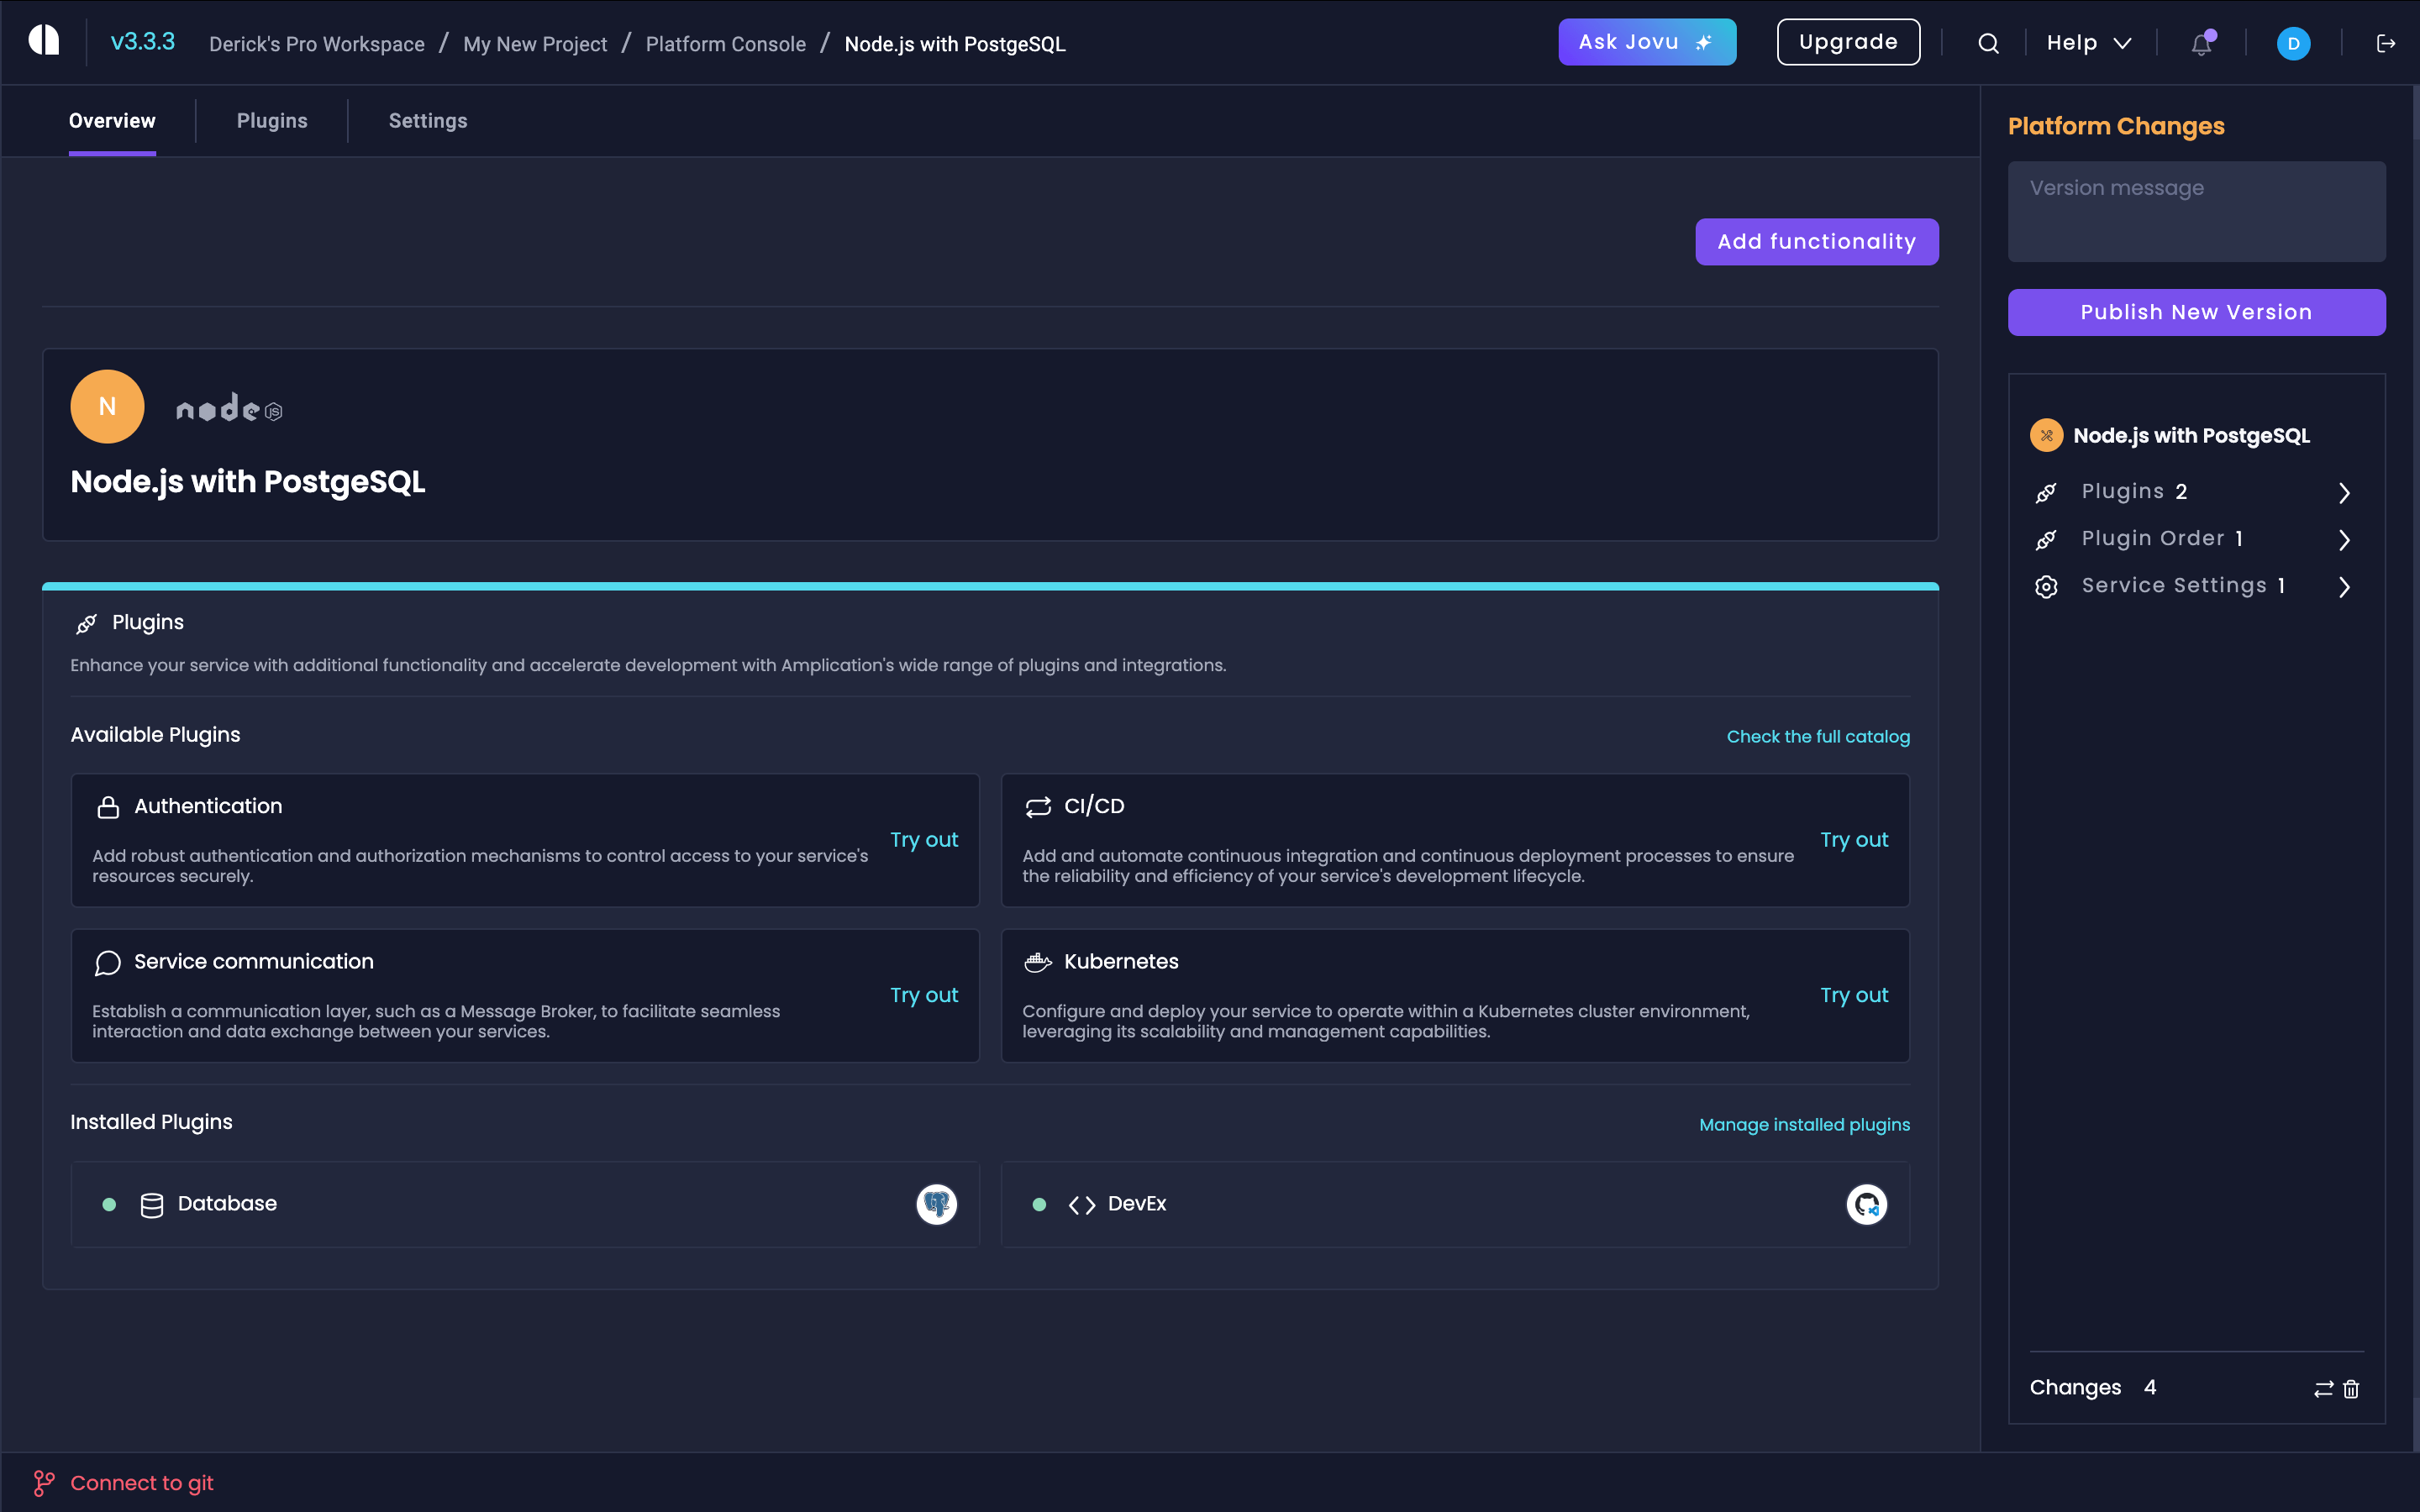 v3.3.3
Derick's Pro Workspace / My New Project / Platform Console / Node.js with PostgeSQL
Ask Jovu
Upgrade
Help
D
Overview
Plugins
Settings
Add functionality
N
node JS
Node.js with PostgeSQL
Plugins
Enhance your service with additional functionality and accelerate development with Amplication's wide range of plugins and integrations.
Available Plugins
Check the full catalog
Authentication
Add robust authentication and authorization mechanisms to control access to your service's
resources securely.
Try out
CI/CD
Add and automate continuous integration and continuous deployment processes to ensure
the reliability and efficiency of your service's development lifecycle.
Try out
Service communication
Establish a communication layer, such as a Message Broker, to facilitate seamless
interaction and data exchange between your services.
Try out
Kubernetes
Configure and deploy your service to operate within a Kubernetes cluster environment,
leveraging its scalability and management capabilities.
Try out
Installed Plugins
Manage installed plugins
Database
DevEx
Platform Changes
Version message
Publish New Version
Node.js with PostgeSQL
Plugins 2
Plugin Order 1
Service Settings 1
Changes 4
Connect to git